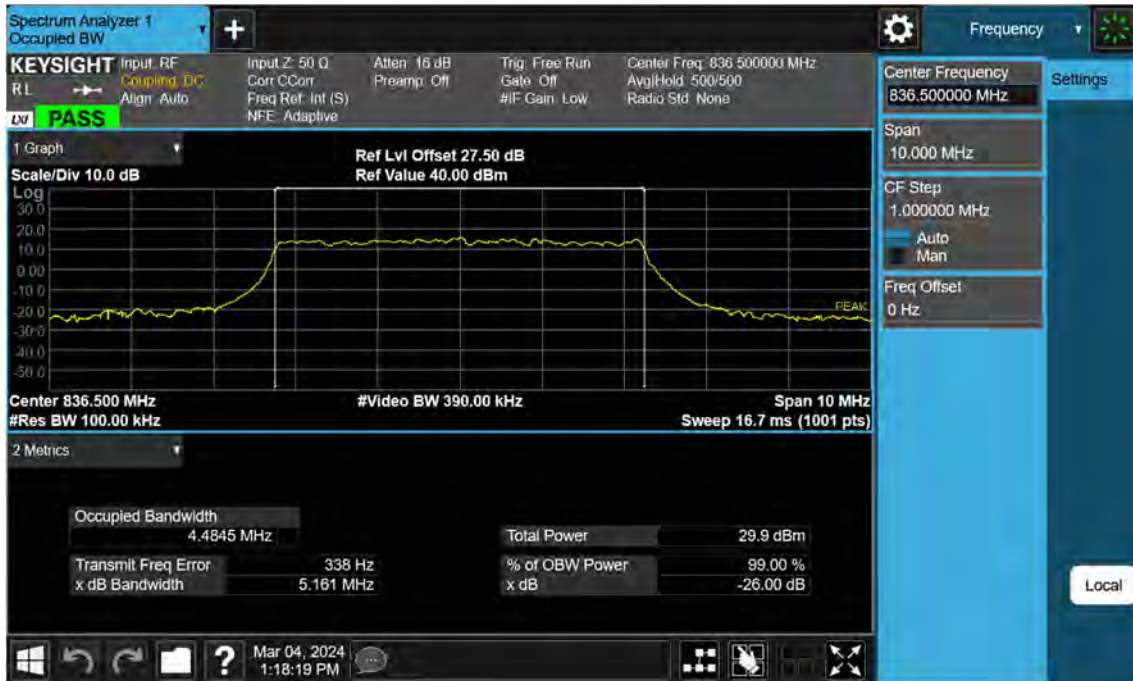 Spectrum Analyzer 1
Occupied BW
+
Frequency
KEYSIGHT
RL
LXI
PASS
Input: RF
Coupling: DC
Align: Auto
Input Z: 50 Ω
Corr CCorr
Freq Ref: Int (S)
NFE: Adaptive
Atten: 16 dB
Preamp: Off
Trig: Free Run
Gate: Off
#IF Gain: Low
Center Freq: 836.500000 MHz
Avg|Hold: 500/500
Radio Std: None
Center Frequency
836.500000 MHz
Settings
Span
10.000 MHz
CF Step
1.000000 MHz
Auto
Man
Freq Offset
0 Hz
Local
1 Graph
Scale/Div 10.0 dB
Ref Lvl Offset 27.50 dB
Ref Value 40.00 dBm
Log
30.0
20.0
10.0
0.00
-10.0
-20.0
-30.0
-40.0
-50.0
PEAK
Center 836.500 MHz
#Video BW 390.00 kHz
Span 10 MHz
#Res BW 100.00 kHz
Sweep 16.7 ms (1001 pts)
2 Metrics
Occupied Bandwidth
4.4845 MHz
Total Power 29.9 dBm
Transmit Freq Error 338 Hz
% of OBW Power 99.00 %
x dB Bandwidth 5.161 MHz
x dB -26.00 dB
?
Mar 04, 2024
1:18:19 PM